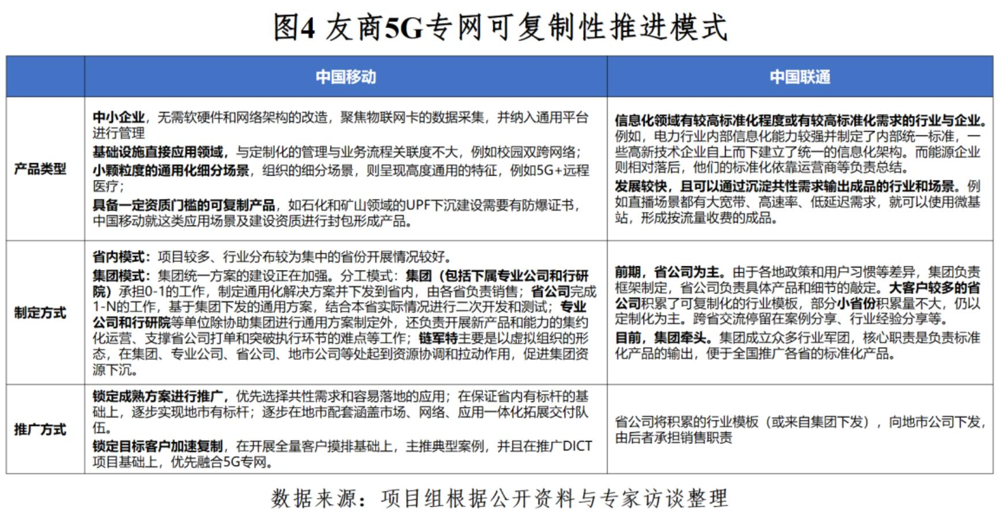 图4 友商5G专网可复制性推进模式
中国移动
中国联通
产品类型
中小企业，无需软硬件和网络架构的改造，聚焦物联网卡的数据采集，并纳入通用平台
进行管理
基础设施直接应用领域，与定制化的管理与业务流程关联度不大，例如校园双跨网络；
小颗粒度的通用化细分场景，组织的细分场景，则呈现高度通用的特征，例如5G+远程
医疗；
具备一定资质门槛的可复制产品，如石化和矿山领域的UPF下沉建设需要有防爆证书，
中国移动就这类应用场景及建设资质进行封包形成产品。
信息化领域有较高标准化程度或有较高标准化需求的行业与企业。
例如，电力行业内部信息化能力较强并制定了内部统一标准，一
些高新技术企业自上而下建立了统一的信息化架构。而能源企业
则相对落后，他们的标准化依靠运营商等负责总结。
发展较快，且可以通过沉淀共性需求输出成品的行业和场景。例
如直播场景都有大宽带、高速率、低延迟需求，就可以使用微基
站，形成按流量收费的成品。
制定方式
省内模式：项目较多、行业分布较为集中的省份开展情况较好。
集团模式：集团统一方案的建设正在加强。分工模式：集团（包括下属专业公司和行研
院）承担0-1的工作，制定通用化解决方案并下发到省内，由各省负责销售；省公司完成
1-N的工作，基于集团下发的通用方案，结合本省实际情况进行二次开发和测试；专业
公司和行研院等单位除协助集团进行通用方案制定外，还负责开展新产品和能力的集约
化运营、支撑省公司打单和突破执行环节的难点等工作；链军特主要是以虚拟组织的形
态，在集团、专业公司、省公司、地市公司等处起到资源协调和拉动作用，促进集团资
源下沉。
前期，省公司为主。由于各地政策和用户习惯等差异，集团负责
框架制定，省公司负责具体产品和细节的敲定。大客户较多的省
公司积累了可复制化的行业模板，部分小省份积累量不大，仍以
定制化为主。跨省交流停留在案例分享、行业经验分享等。
目前，集团牵头。集团成立众多行业军团，核心职责是负责标准
化产品的输出，便于全国推广各省的标准化产品。
推广方式
锁定成熟方案进行推广，优先选择共性需求和容易落地的应用；在保证省内有标杆的基
础上，逐步实现地市有标杆；逐步在地市配套涵盖市场、网络、应用一体化拓展交付队
伍。
锁定目标客户加速复制，在开展全量客户摸排基础上，主推典型案例，并且在推广DICT
项目基础上，优先融合5G专网。
省公司将积累的行业模板（或来自集团下发），向地市公司下发，
由后者承担销售职责
数据来源：项目组根据公开资料与专家访谈整理